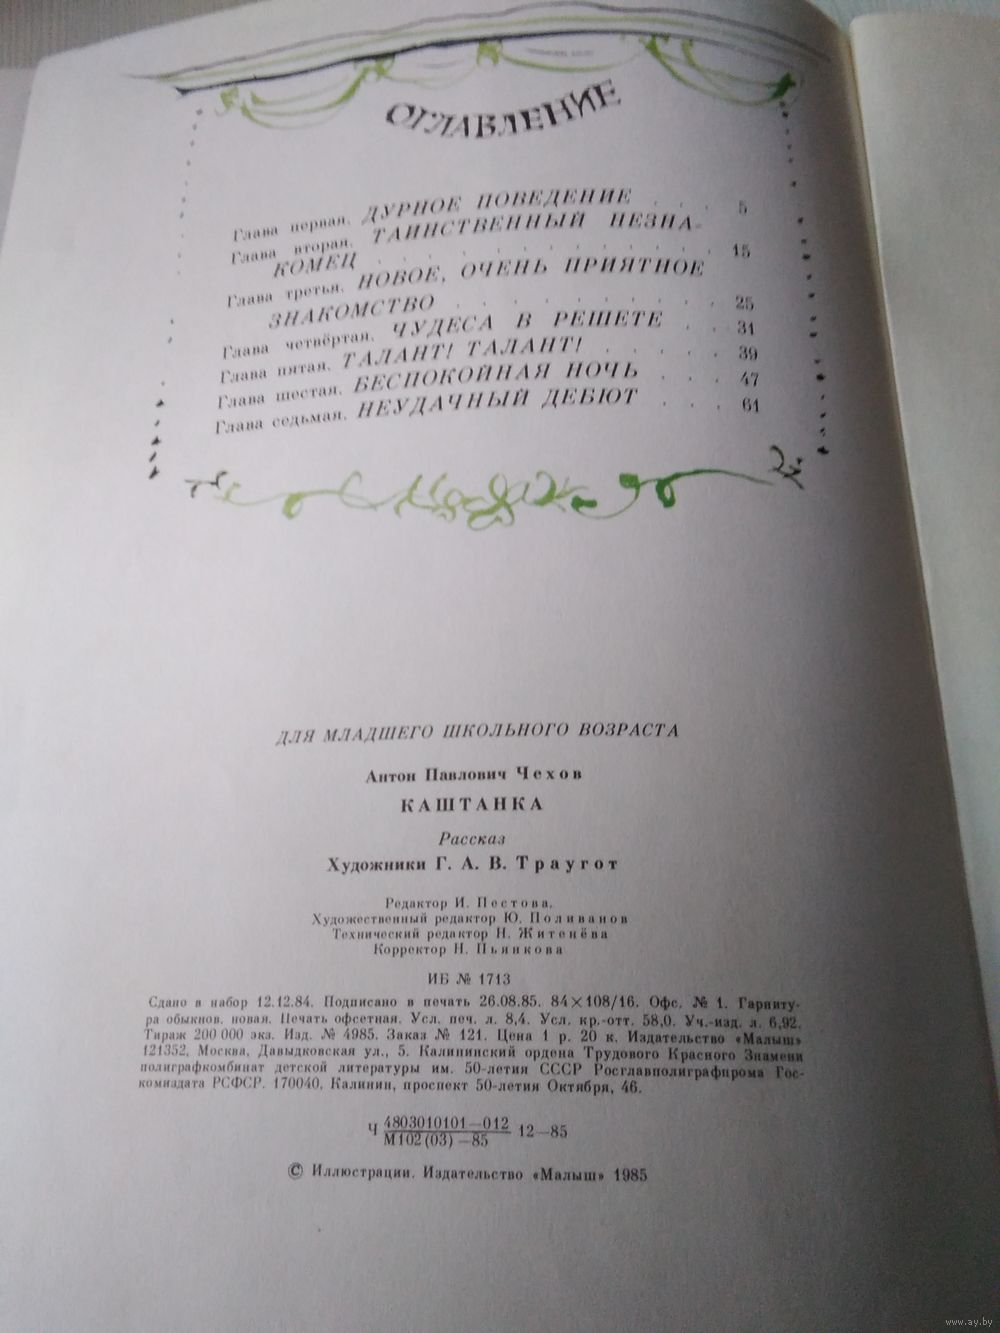 ОГЛАВЛЕНИЕ
Глава первая. ДУРНОЕ ПОВЕДЕНИЕ . . . 5
Глава вторая. ТАИНСТВЕННЫЙ НЕЗНА-
КОМЕЦ . . . . . . . . . . . 15
Глава третья. НОВОЕ, ОЧЕНЬ ПРИЯТНОЕ
ЗНАКОМСТВО . . . . . . . . . 25
Глава четвёртая. ЧУДЕСА В РЕШЕТЕ . . 31
Глава пятая. ТАЛАНТ! ТАЛАНТ! . . . . . 39
Глава шестая. БЕСПОКОЙНАЯ НОЧЬ . . . 47
Глава седьмая. НЕУДАЧНЫЙ ДЕБЮТ . . . 61
ДЛЯ МЛАДШЕГО ШКОЛЬНОГО ВОЗРАСТА
Антон Павлович Чехов
КАШТАНКА
Рассказ
Художники Г. А. В. Траугот
Редактор И. Пестова.
Художественный редактор Ю. Поливанов
Технический редактор Н. Житенёва
Корректор Н. Пьянкова
ИБ № 1713
Сдано в набор 12.12.84. Подписано в печать 26.08.85. 84×108/16. Офс. № 1. Гарниту-
ра обыкнов. новая. Печать офсетная. Усл. печ. л. 8,4. Усл. кр.-отт. 58,0. Уч.-изд. л. 6,92.
Тираж 200 000 экз. Изд. № 4985. Заказ № 121. Цена 1 р. 20 к. Издательство «Малыш»
121352, Москва, Давыдковская ул., 5. Калининский ордена Трудового Красного Знамени
полиграфкомбинат детской литературы им. 50-летия СССР Росглавполиграфпрома Гос-
комиздата РСФСР. 170040, Калинин, проспект 50-летия Октября, 46.
Ч 4803010101—012 12—85
М102(03)—85
© Иллюстрации. Издательство «Малыш» 1985
www.ay.by